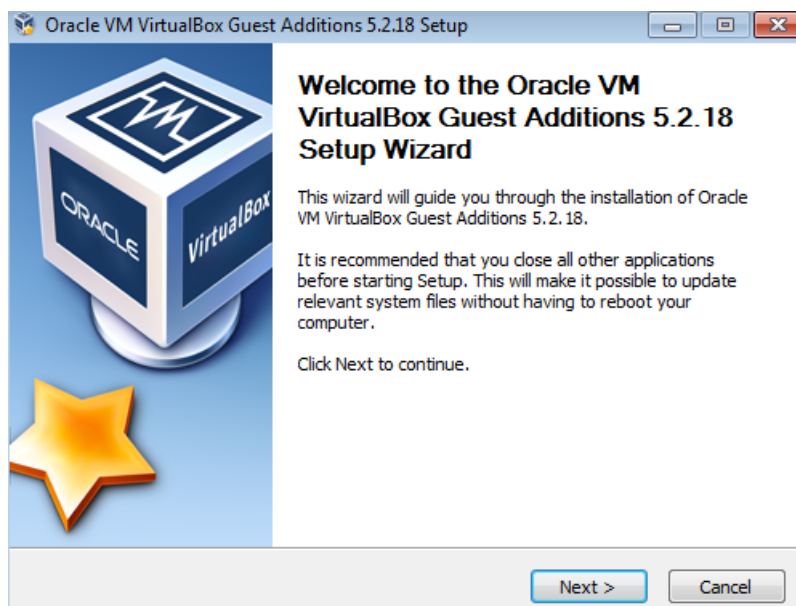 Oracle VM VirtualBox Guest Additions 5.2.18 Setup
Welcome to the Oracle VM
VirtualBox Guest Additions 5.2.18
Setup Wizard
This wizard will guide you through the installation of Oracle
VM VirtualBox Guest Additions 5.2.18.
It is recommended that you close all other applications
before starting Setup. This will make it possible to update
relevant system files without having to reboot your
computer.
Click Next to continue.
ORACLE
VirtualBox
Next >
Cancel